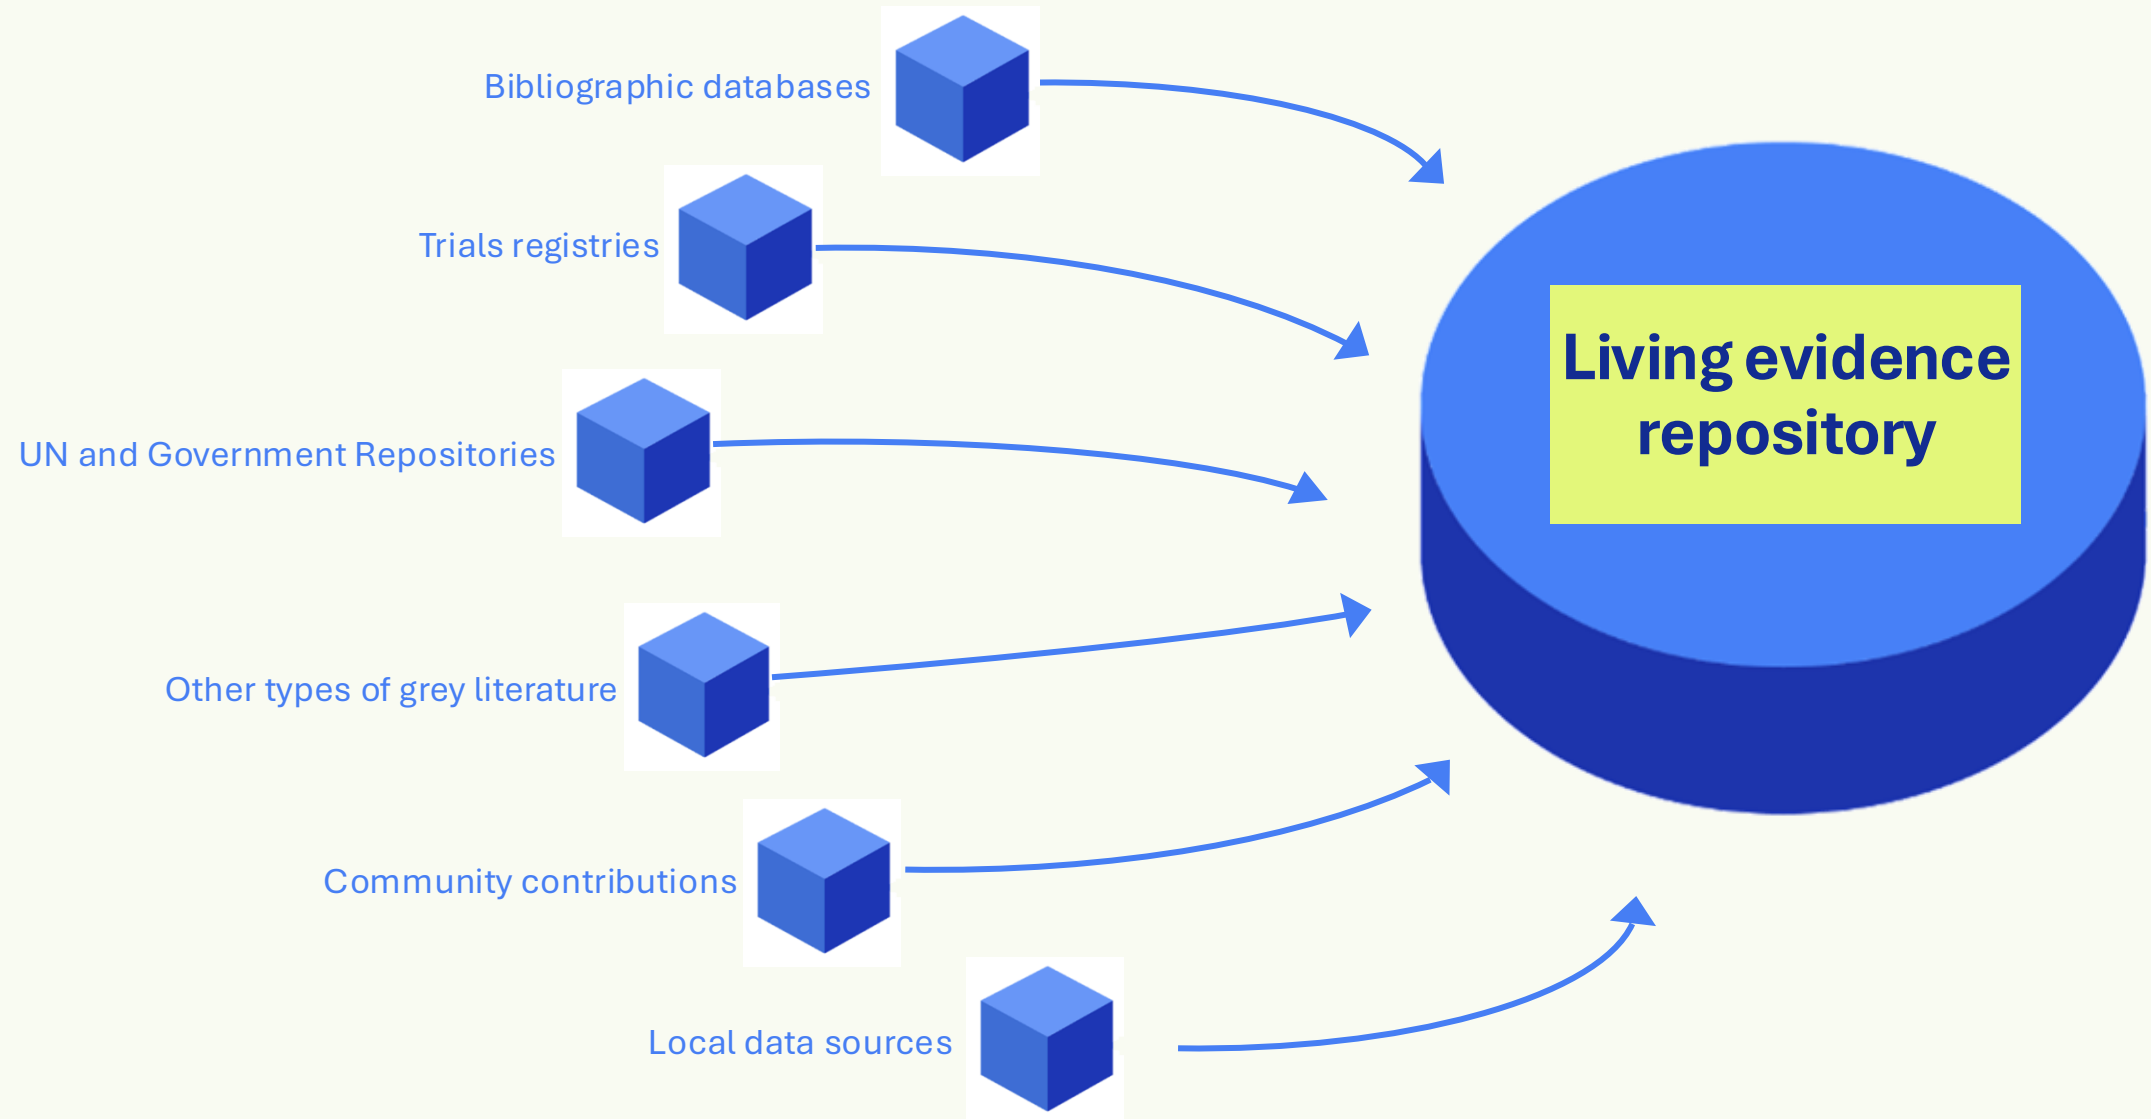 Bibliographic databases
Trials registries
Living evidence
repository
UN and Government Repositories
Other types of grey literature
Community contributions
Local data sources